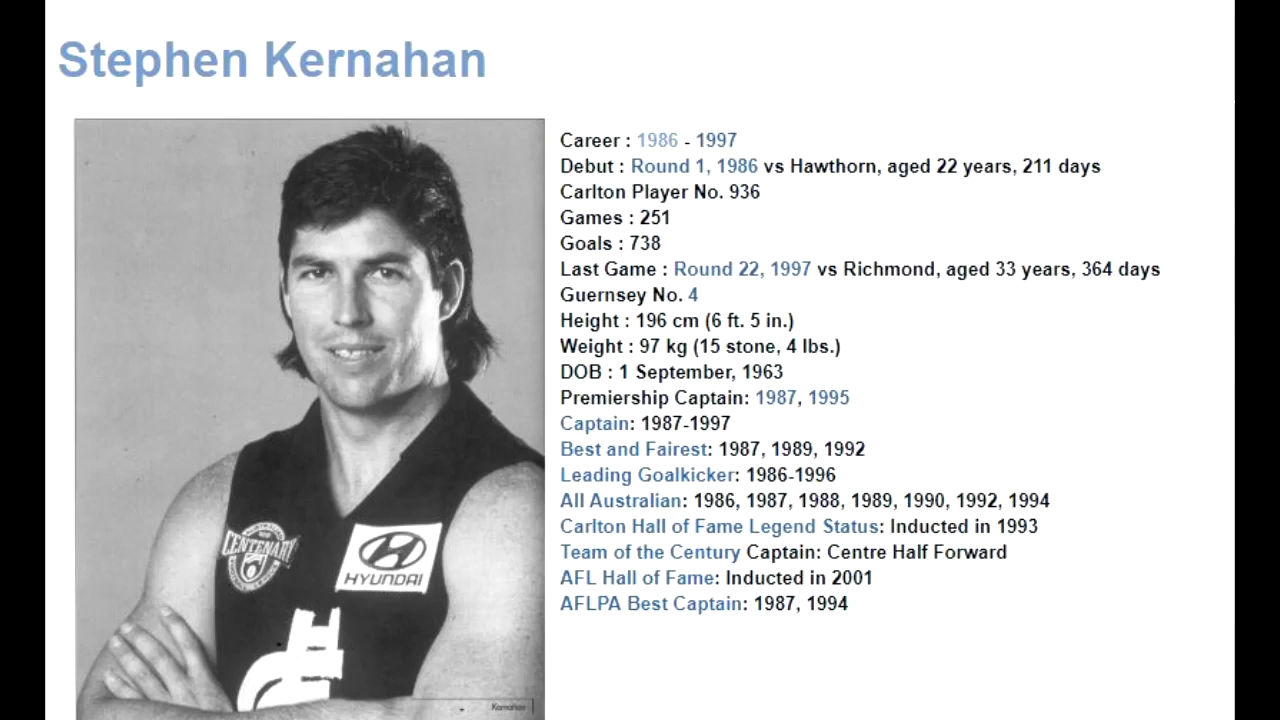 Stephen Kernahan
Career : 1986 - 1997
Debut : Round 1, 1986 vs Hawthorn, aged 22 years, 211 days
Carlton Player No. 936
Games : 251
Goals : 738
Last Game : Round 22, 1997 vs Richmond, aged 33 years, 364 days
Guernsey No. 4
Height : 196 cm (6 ft. 5 in.)
Weight : 97 kg (15 stone, 4 lbs.)
DOB : 1 September, 1963
Premiership Captain: 1987, 1995
Captain: 1987-1997
Best and Fairest: 1987, 1989, 1992
Leading Goalkicker: 1986-1996
All Australian: 1986, 1987, 1988, 1989, 1990, 1992, 1994
Carlton Hall of Fame Legend Status: Inducted in 1993
Team of the Century Captain: Centre Half Forward
AFL Hall of Fame: Inducted in 2001
AFLPA Best Captain: 1987, 1994
CENTENARY
HYUNDAI
Kernahan